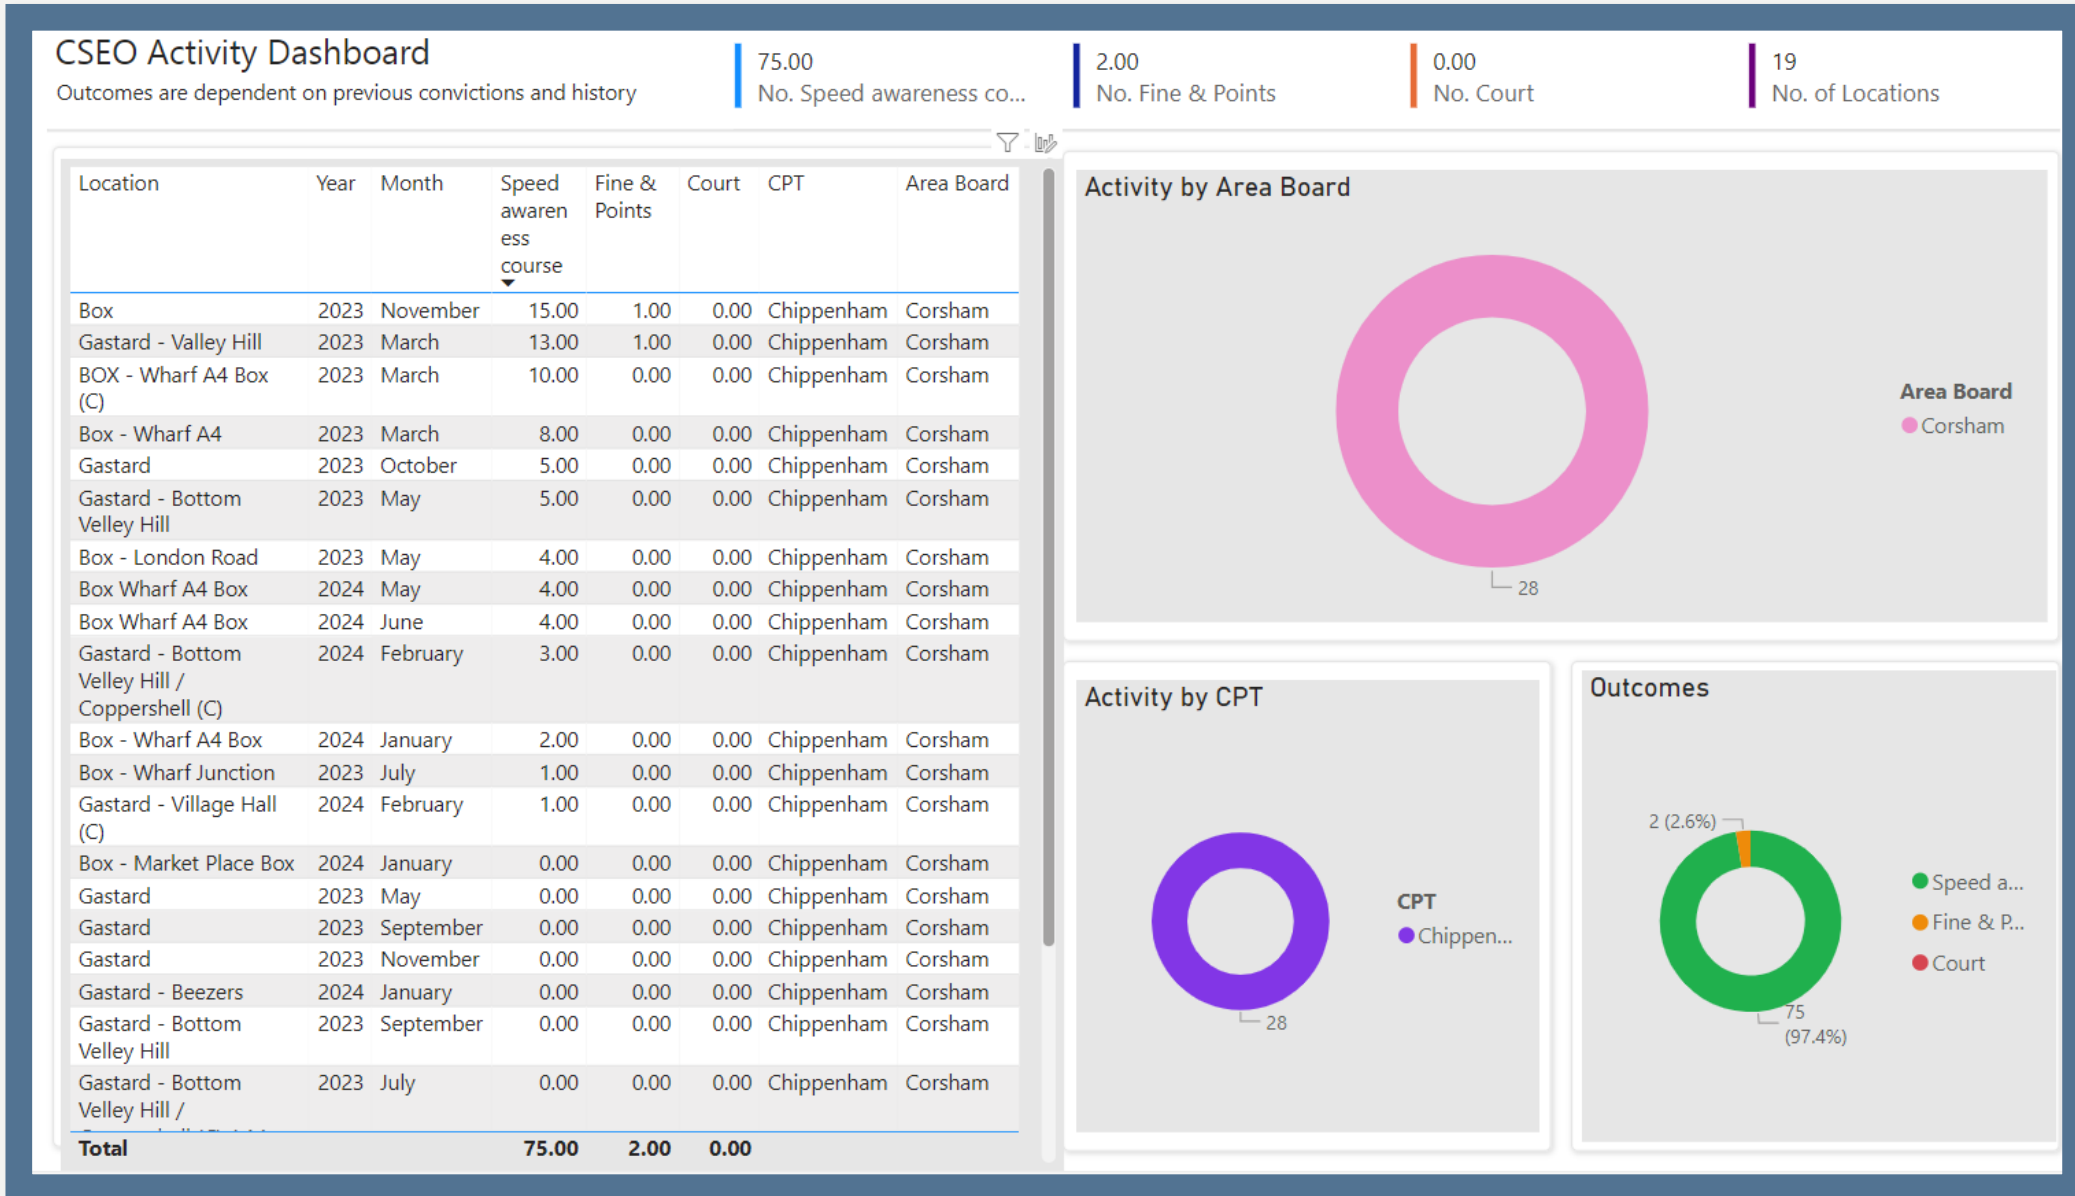 CSEO Activity Dashboard
Outcomes are dependent on previous convictions and history
75.00
No. Speed awareness co...
2.00
No. Fine & Points
0.00
No. Court
19
No. of Locations
Location Year Month Speed awaren ess course Fine & Points Court CPT Area Board
Box 2023 November 15.00 1.00 0.00 Chippenham Corsham
Gastard - Valley Hill 2023 March 13.00 1.00 0.00 Chippenham Corsham
BOX - Wharf A4 Box 2023 March 10.00 0.00 0.00 Chippenham Corsham
(C)
Box - Wharf A4 2023 March 8.00 0.00 0.00 Chippenham Corsham
Gastard 2023 October 5.00 0.00 0.00 Chippenham Corsham
Gastard - Bottom 2023 May 5.00 0.00 0.00 Chippenham Corsham
Velley Hill
Box - London Road 2023 May 4.00 0.00 0.00 Chippenham Corsham
Box Wharf A4 Box 2024 May 4.00 0.00 0.00 Chippenham Corsham
Box Wharf A4 Box 2024 June 4.00 0.00 0.00 Chippenham Corsham
Gastard - Bottom 2024 February 3.00 0.00 0.00 Chippenham Corsham
Velley Hill /
Coppershell (C)
Box - Wharf A4 Box 2024 January 2.00 0.00 0.00 Chippenham Corsham
Box - Wharf Junction 2023 July 1.00 0.00 0.00 Chippenham Corsham
Gastard - Village Hall 2024 February 1.00 0.00 0.00 Chippenham Corsham
(C)
Box - Market Place Box 2024 January 0.00 0.00 0.00 Chippenham Corsham
Gastard 2023 May 0.00 0.00 0.00 Chippenham Corsham
Gastard 2023 September 0.00 0.00 0.00 Chippenham Corsham
Gastard 2023 November 0.00 0.00 0.00 Chippenham Corsham
Gastard - Beezers 2024 January 0.00 0.00 0.00 Chippenham Corsham
Gastard - Bottom 2023 September 0.00 0.00 0.00 Chippenham Corsham
Velley Hill
Gastard - Bottom 2023 July 0.00 0.00 0.00 Chippenham Corsham
Velley Hill /
Total 75.00 2.00 0.00
Activity by Area Board
28
Area Board
Corsham
Activity by CPT
28
CPT
Chippen...
Outcomes
2 (2.6%)
75
(97.4%)
Speed a...
Fine & P...
Court